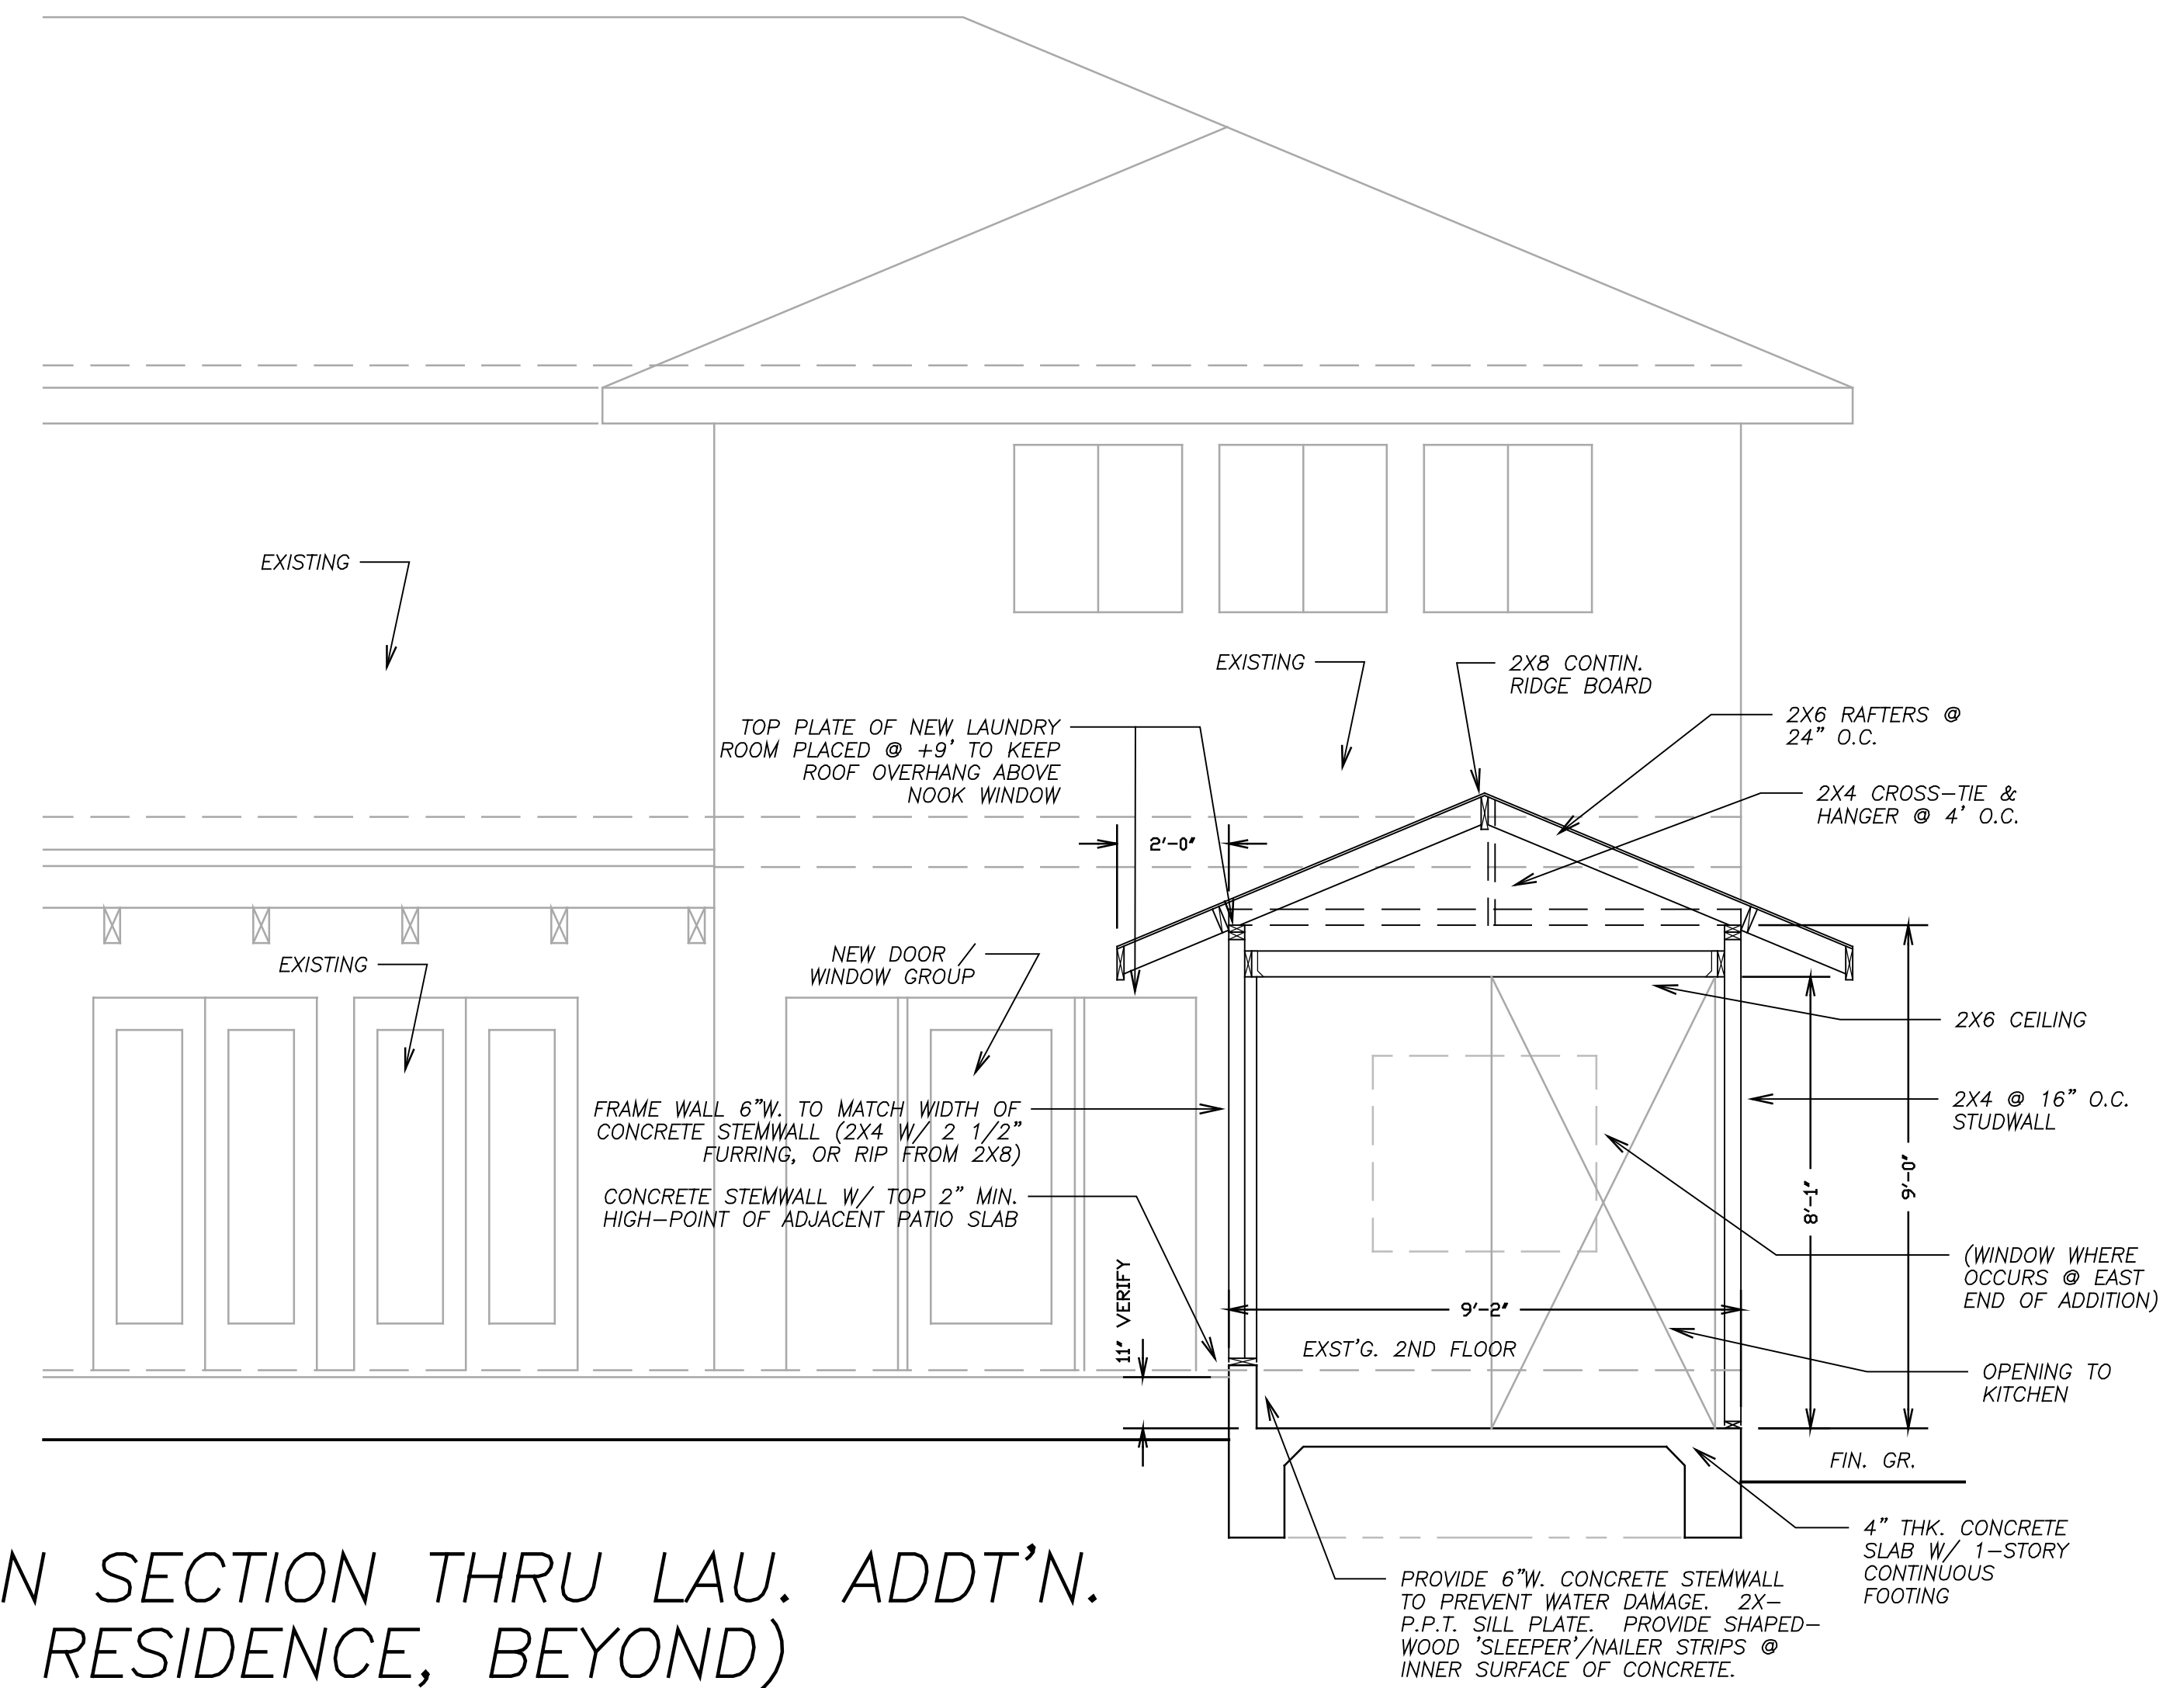 EXISTING
EXISTING
2X8 CONTIN.
RIDGE BOARD
2X6 RAFTERS @
24" O.C.
TOP PLATE OF NEW LAUNDRY
ROOM PLACED @ +9' TO KEEP
ROOF OVERHANG ABOVE
NOOK WINDOW
2X4 CROSS-TIE &
HANGER @ 4' O.C.
2'-0"
EXISTING
NEW DOOR /
WINDOW GROUP
2X6 CEILING
FRAME WALL 6"W. TO MATCH WIDTH OF
CONCRETE STEMWALL (2X4 W/ 2 1/2"
FURRING, OR RIP FROM 2X8)
2X4 @ 16" O.C.
STUDWALL
CONCRETE STEMWALL W/ TOP 2" MIN.
HIGH-POINT OF ADJACENT PATIO SLAB
8'-1"
9'-0"
(WINDOW WHERE
OCCURS @ EAST
END OF ADDITION)
11" VERIFY
9'-2"
EXST'G. 2ND FLOOR
OPENING TO
KITCHEN
FIN. GR.
4" THK. CONCRETE
SLAB W/ 1-STORY
CONTINUOUS
FOOTING
PROVIDE 6"W. CONCRETE STEMWALL
TO PREVENT WATER DAMAGE. 2X-
P.P.T. SILL PLATE. PROVIDE SHAPED-
WOOD 'SLEEPER'/NAILER STRIPS @
INNER SURFACE OF CONCRETE.
N SECTION THRU LAU. ADDT'N.
RESIDENCE, BEYOND)